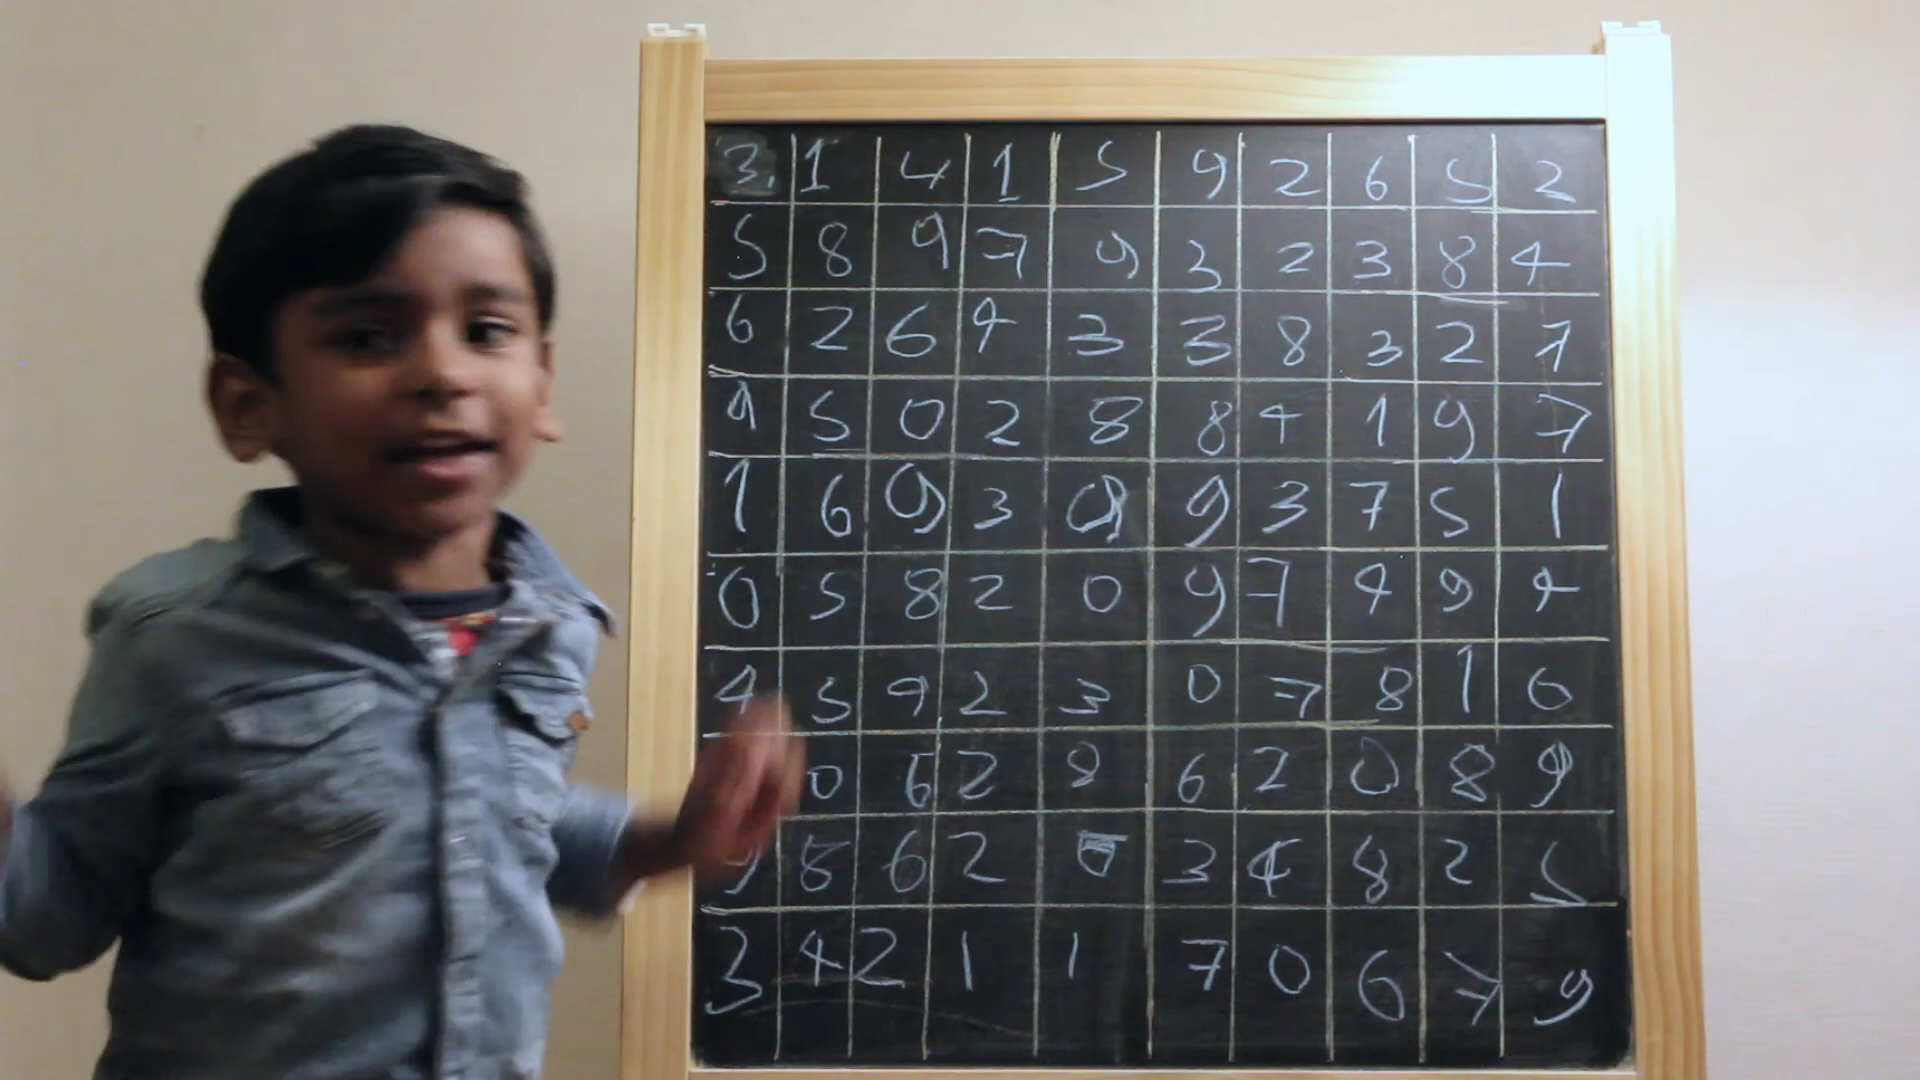 3. 1 4 1 5 9 2 6 5 3
5 8 9 7 9 3 2 3 8 4
6 2 6 4 3 3 8 3 2 7
9 5 0 2 8 8 4 1 9 7
1 6 9 3 9 9 3 7 5 1
0 5 8 2 0 9 7 4 9 4
4 5 9 2 3 0 7 8 1 6
0 6 2 8 6 2 0 8 9
9 8 6 2 0 3 4 8 2 5
3 4 2 1 1 7 0 6 7 9